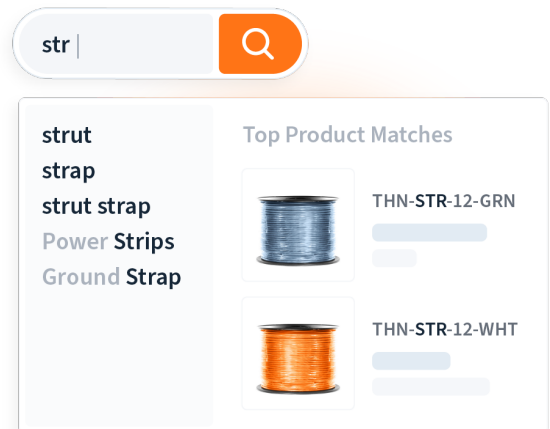 str
strut
strap
strut strap
Power Strips
Ground Strap
Top Product Matches
THN-STR-12-GRN
THN-STR-12-WHT